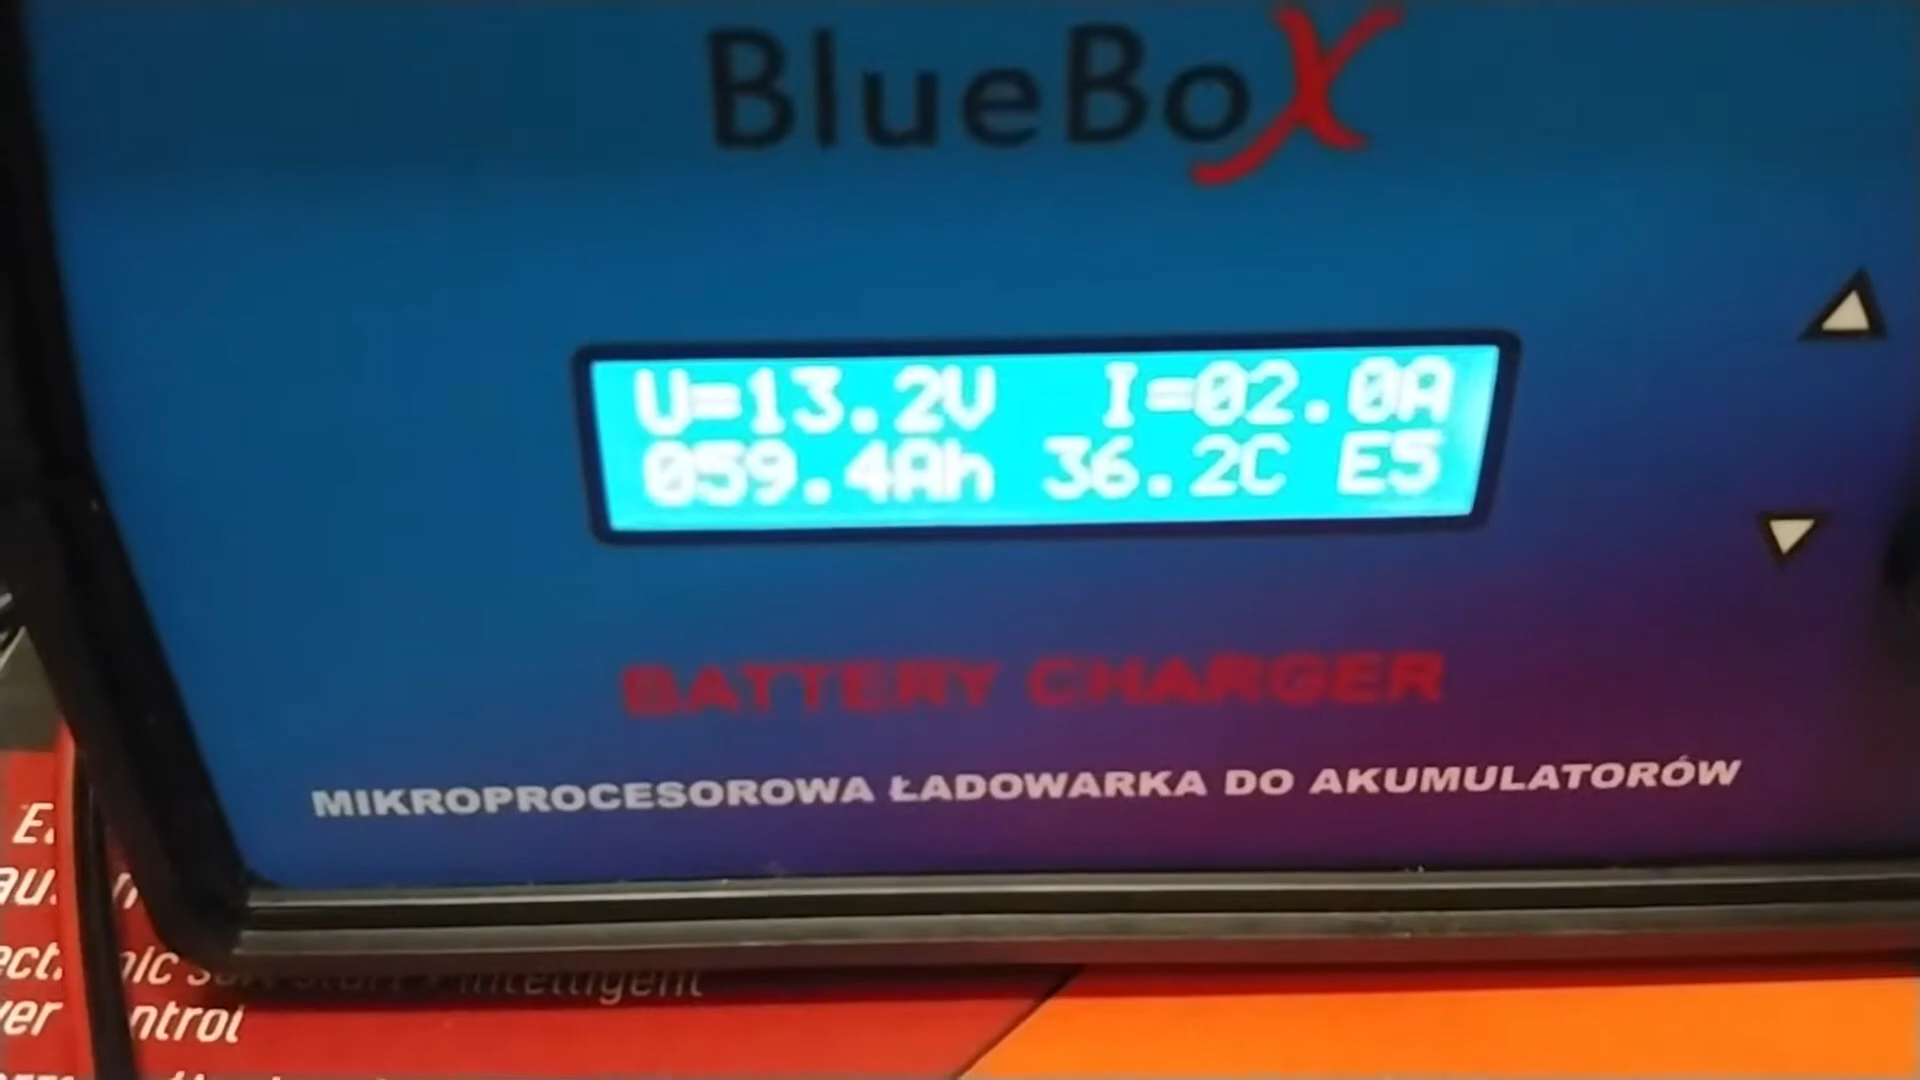 BlueBoX
U=13.2V I=02.0A
059.4Ah 36.2C E5
BATTERY CHARGER
MIKROPROCESOROWA ŁADOWARKA DO AKUMULATORÓW
intelligent